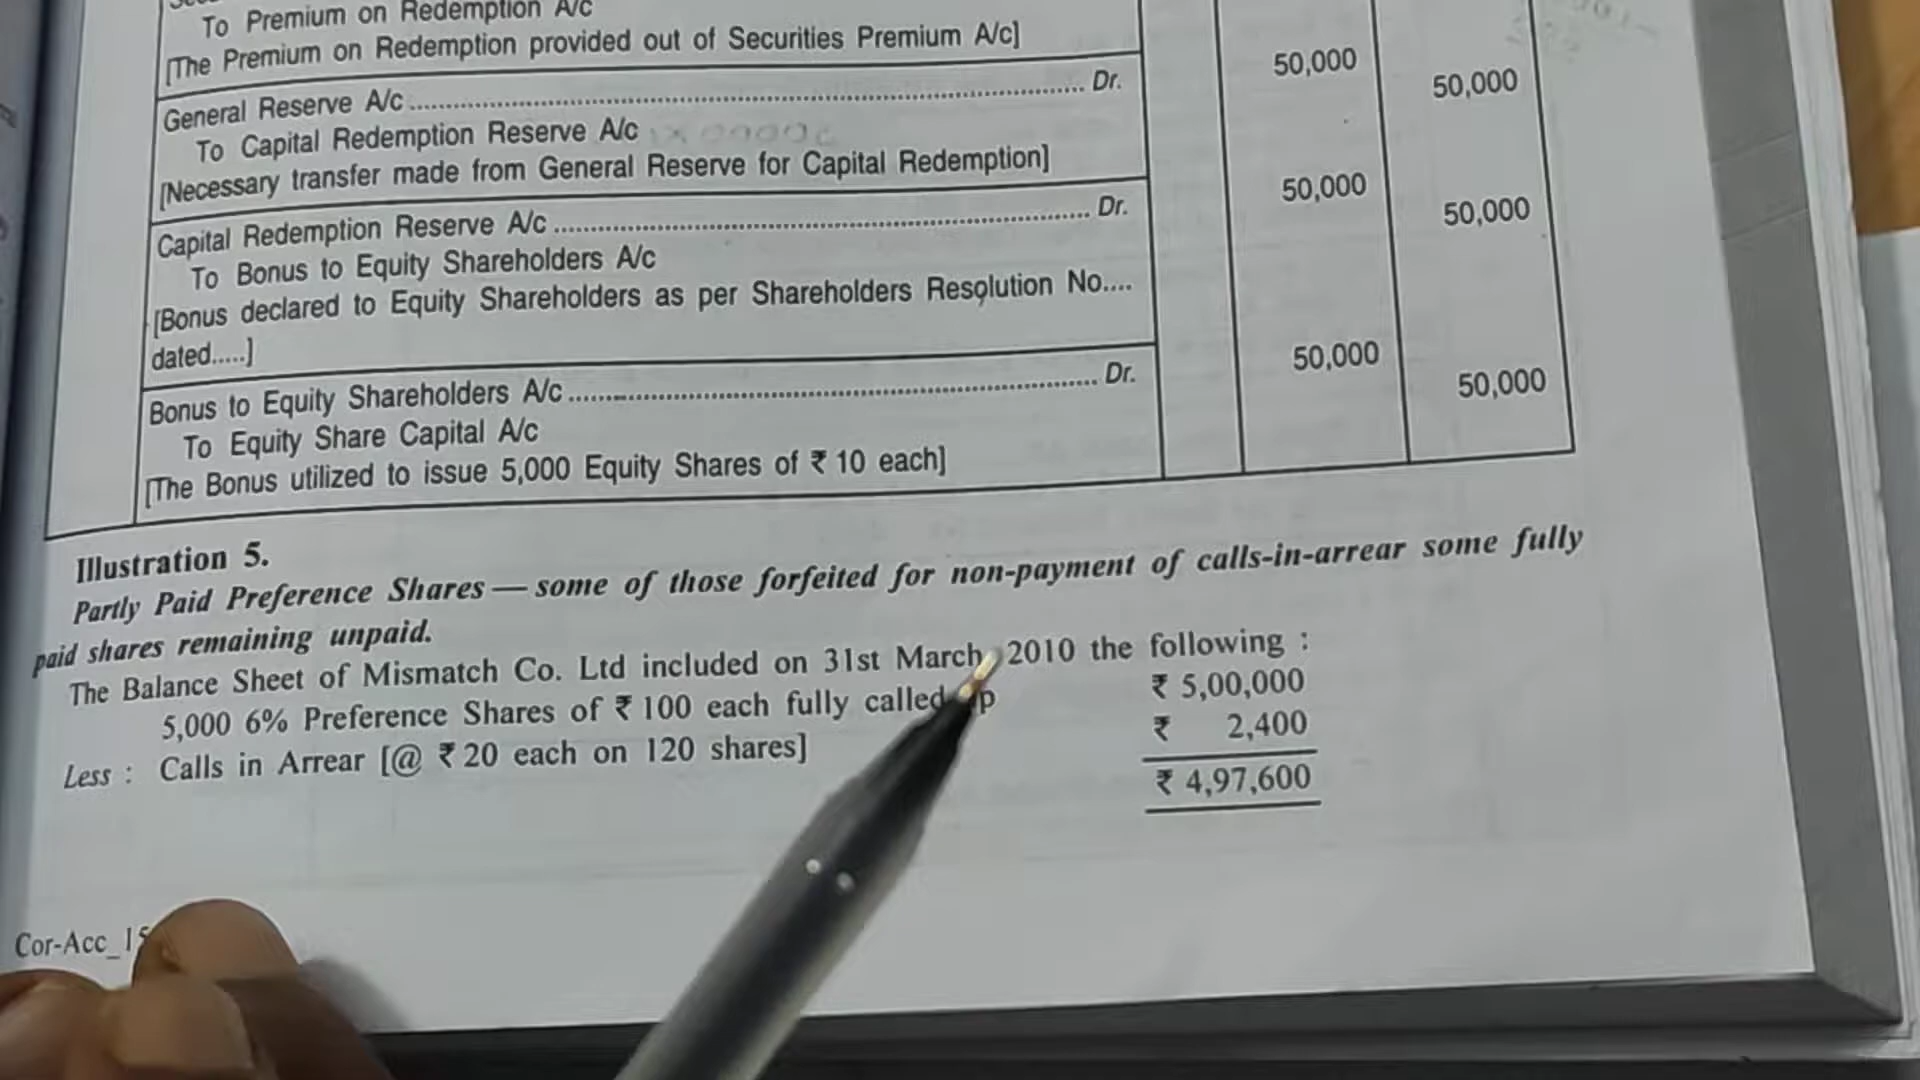 To Premium on Redemption A/c
[The Premium on Redemption provided out of Securities Premium A/c]
General Reserve A/c ........ Dr. 50,000
To Capital Redemption Reserve A/c 50,000
[Necessary transfer made from General Reserve for Capital Redemption]
Capital Redemption Reserve A/c ........ Dr. 50,000
To Bonus to Equity Shareholders A/c 50,000
[Bonus declared to Equity Shareholders as per Shareholders Resolution No....
dated.....]
Bonus to Equity Shareholders A/c ........ Dr. 50,000
To Equity Share Capital A/c 50,000
[The Bonus utilized to issue 5,000 Equity Shares of ₹ 10 each]
Illustration 5.
Partly Paid Preference Shares — some of those forfeited for non-payment of calls-in-arrear some fully
paid shares remaining unpaid.
The Balance Sheet of Mismatch Co. Ltd included on 31st March, 2010 the following :
5,000 6% Preference Shares of ₹ 100 each fully called ₹ 5,00,000
Less : Calls in Arrear [@ ₹ 20 each on 120 shares] ₹ 2,400
₹ 4,97,600